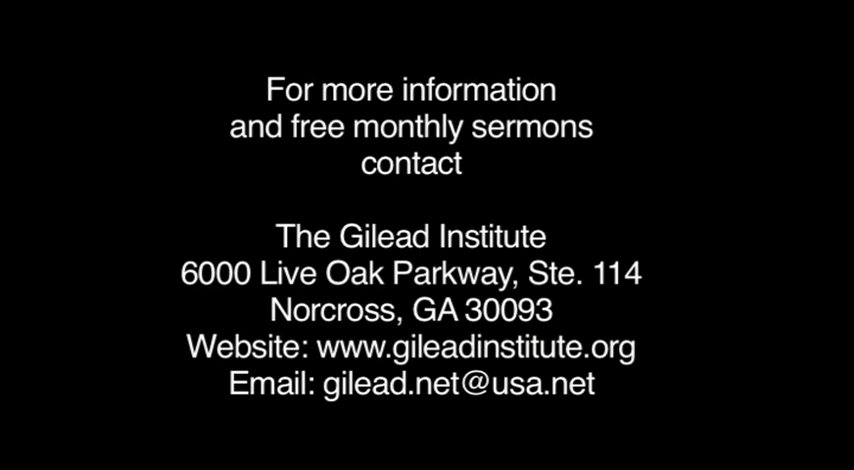 For more information
and free monthly sermons
contact
The Gilead Institute
6000 Live Oak Parkway, Ste. 114
Norcross, GA 30093
Website: www.gileadinstitute.org
Email: gilead.net@usa.net